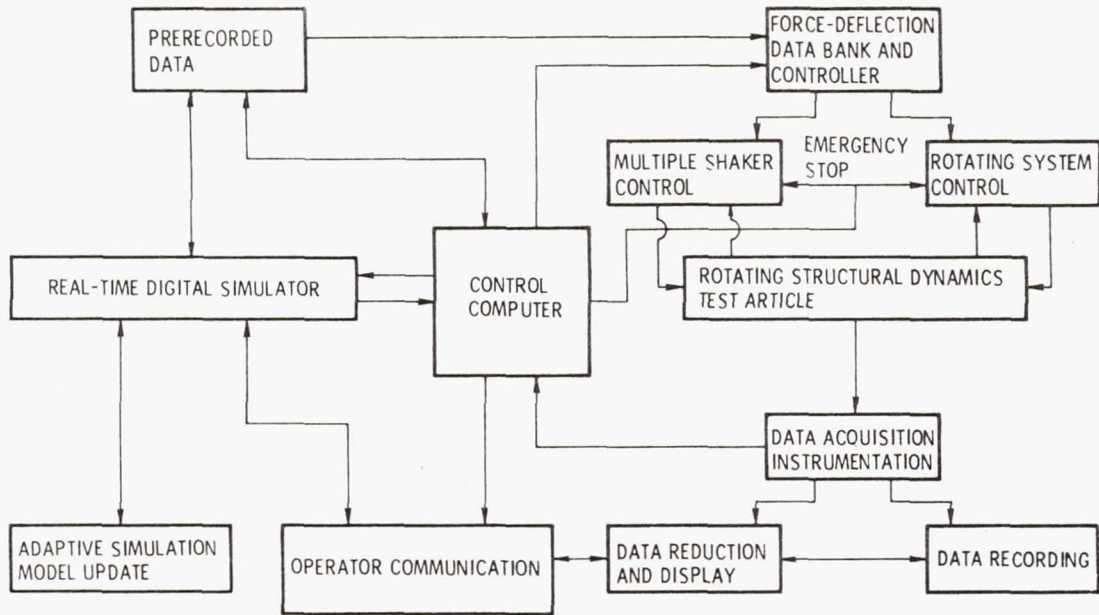 PRERECORDED
DATA
FORCE-DEFLECTION
DATA BANK AND
CONTROLLER
MULTIPLE SHAKER
CONTROL
EMERGENCY
STOP
ROTATING SYSTEM
CONTROL
REAL-TIME DIGITAL SIMULATOR
CONTROL
COMPUTER
ROTATING STRUCTURAL DYNAMICS
TEST ARTICLE
DATA ACQUISITION
INSTRUMENTATION
ADAPTIVE SIMULATION
MODEL UPDATE
OPERATOR COMMUNICATION
DATA REDUCTION
AND DISPLAY
DATA RECORDING